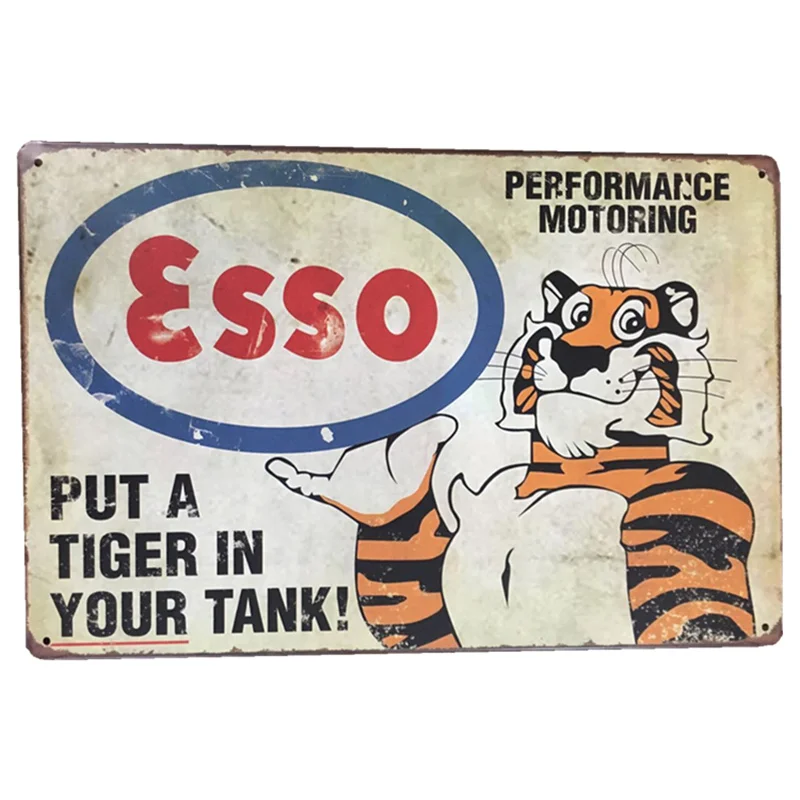 Esso
PERFORMANCE
MOTORING
PUT A
TIGER IN
YOUR TANK!